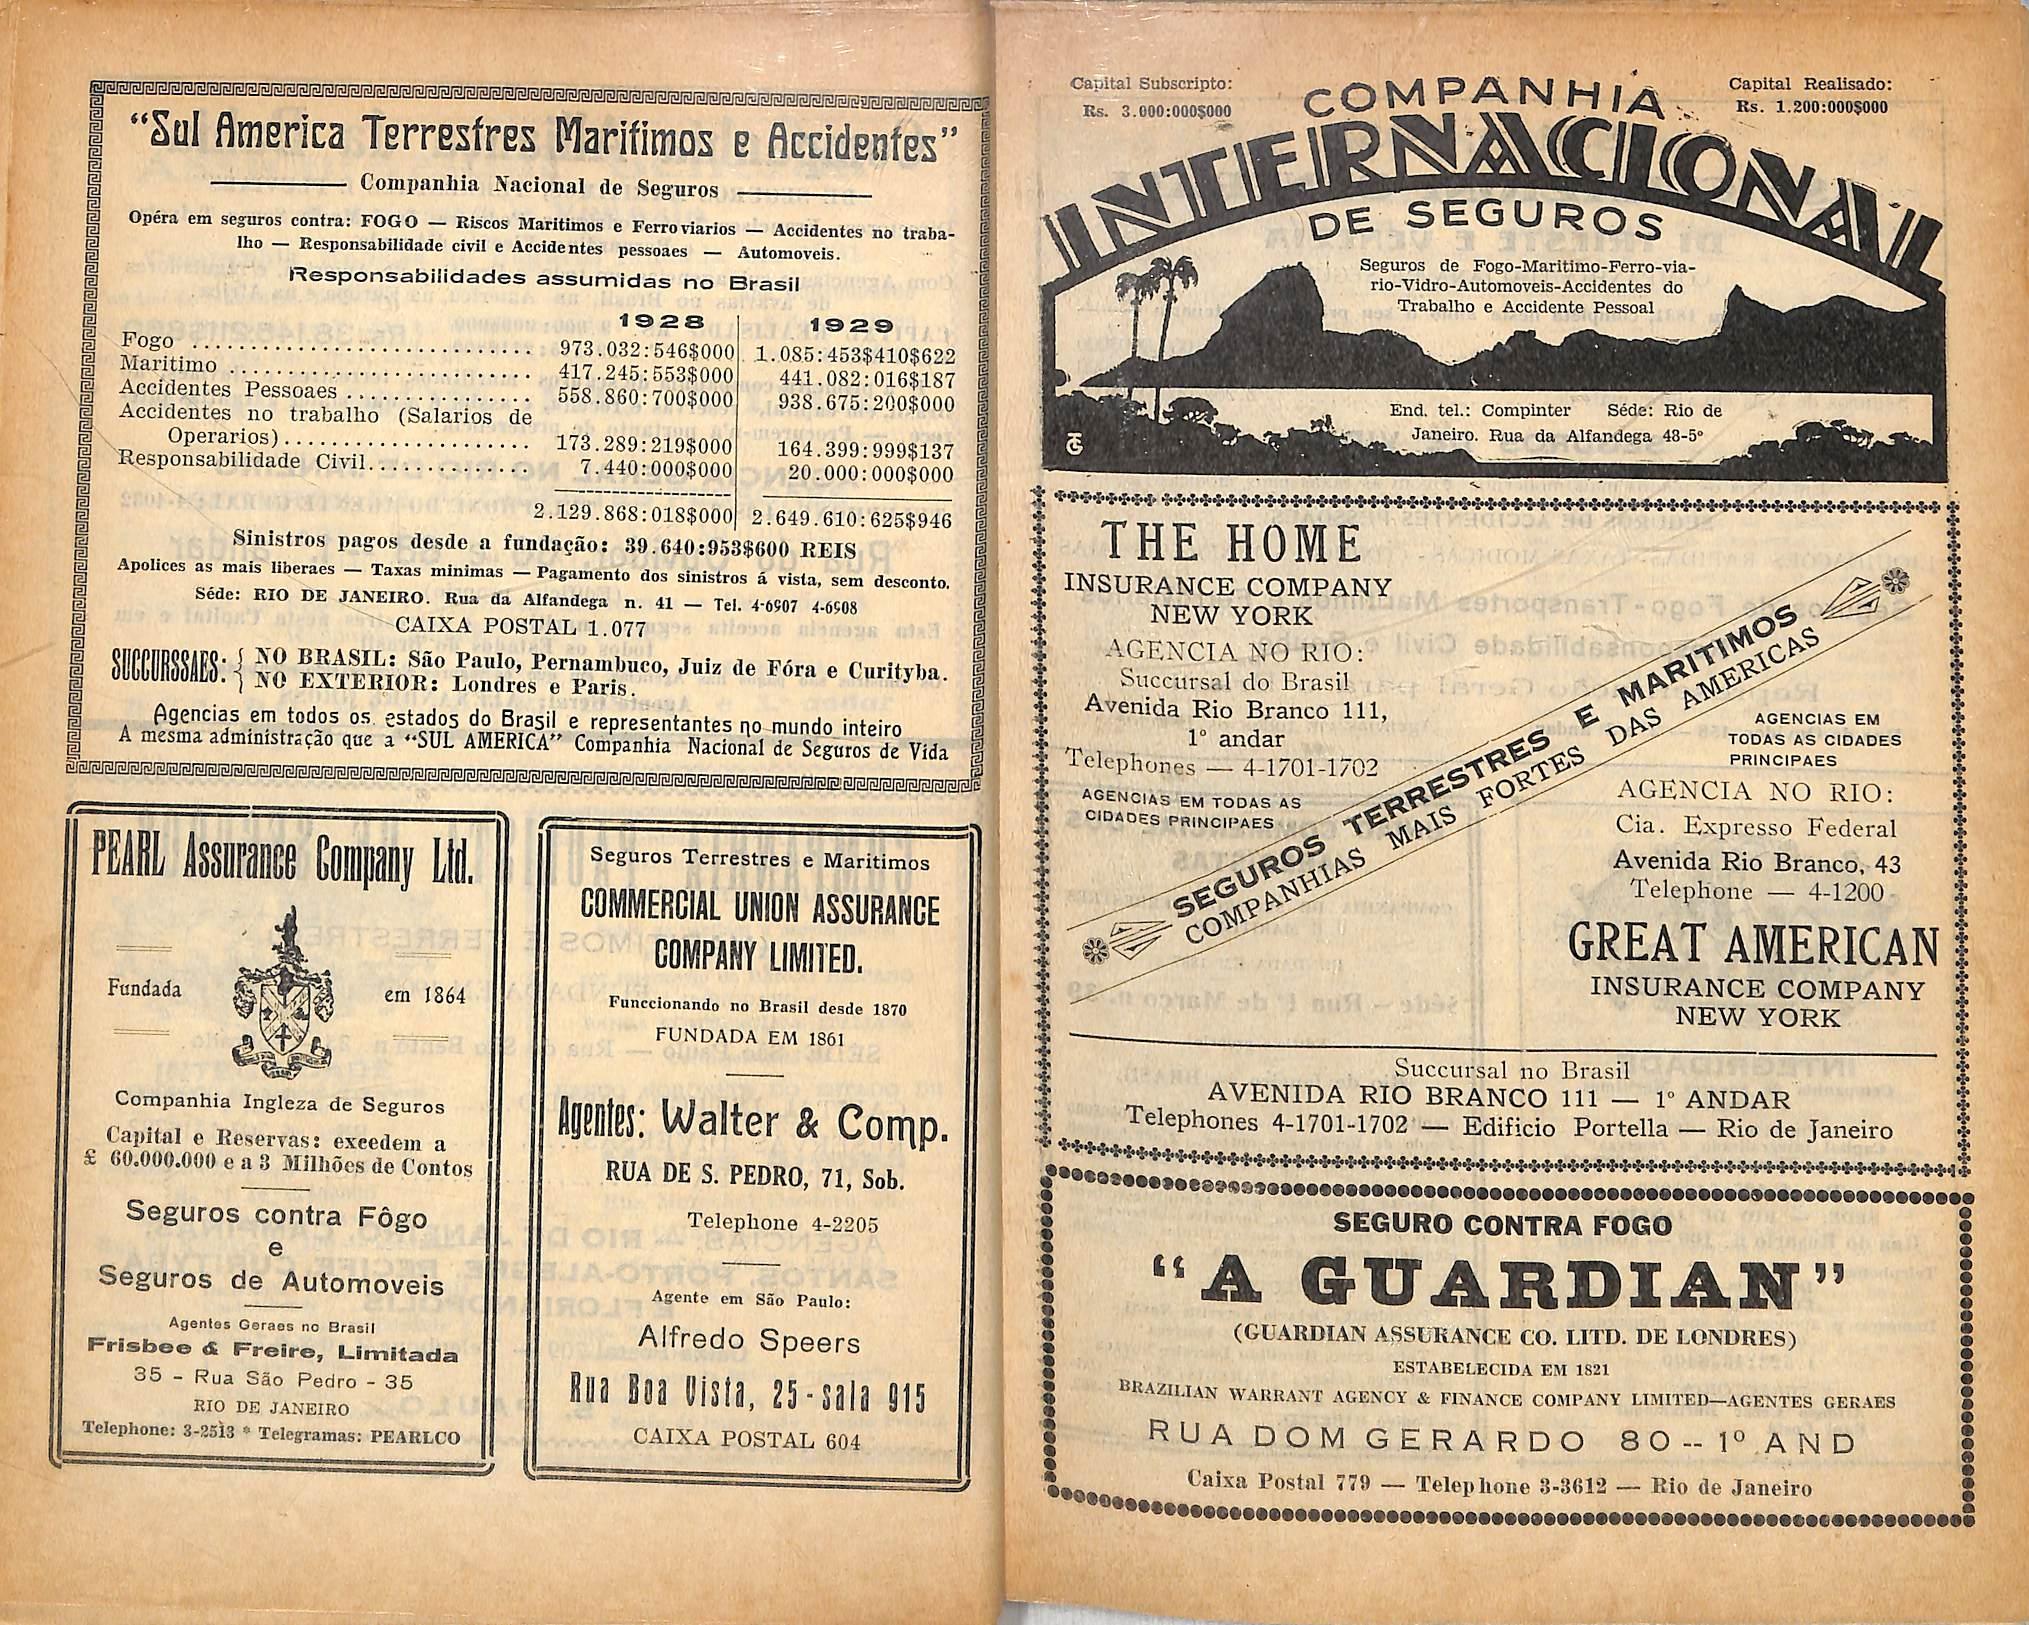 "Sul America Terrestres Maritimos e Accidentes"
Companhia Nacional de Seguros
Opéra em seguros contra: FOGO — Riscos Maritimos e Ferroviarios — Accidentes no traba-
lho — Responsabilidade civil e Accidentes pessoaes — Automoveis.
Responsabilidades assumidas no Brasil
1928 1929
Fogo 973.032:546$000 1.085:453$410$622
Maritimo 417.245:553$000 441.082:016$187
Accidentes Pessoaes 558.860:700$000 938.675:200$000
Accidentes no trabalho (Salarios de
Operarios) 173.289:219$000 164.399:999$137
Responsabilidade Civil 7.440:000$000 20.000:000$000
2.129.868:018$000 2.649.610:625$946
Sinistros pagos desde a fundação: 39.640:953$600 REIS
Apolices as mais liberaes — Taxas minimas — Pagamento dos sinistros á vista, sem desconto.
Séde: RIO DE JANEIRO. Rua da Alfandega n. 41 — Tel. 4-6907 4-6908
CAIXA POSTAL 1.077
SUCCURSSAES: { NO BRASIL: São Paulo, Pernambuco, Juiz de Fóra e Curityba.
NO EXTERIOR: Londres e Paris.
Agencias em todos os estados do Brasil e representantes no mundo inteiro
A mesma administração que a "SUL AMERICA" Companhia Nacional de Seguros de Vida
PEARL Assurance Company Ltd.
Fundada em 1864
Companhia Ingleza de Seguros
Capital e Reservas: excedem a
£ 60.000.000 e a 3 Milhões de Contos
Seguros contra Fôgo
e
Seguros de Automoveis
Agentes Geraes no Brasil
Frisbee & Freire, Limitada
35 - Rua São Pedro - 35
RIO DE JANEIRO
Telephone: 3-2513 * Telegramas: PEARLCO
Seguros Terrestres e Maritimos
COMMERCIAL UNION ASSURANCE
COMPANY LIMITED.
Funccionando no Brasil desde 1870
FUNDADA EM 1861
Agentes: Walter & Comp.
RUA DE S. PEDRO, 71, Sob.
Telephone 4-2205
Agente em São Paulo:
Alfredo Speers
Rua Boa Vista, 25 - sala 915
CAIXA POSTAL 604
Capital Subscripto:
Rs. 3.000:000$000
Capital Realisado:
Rs. 1.200:000$000
COMPANHIA
INTERNACIONAL
DE SEGUROS
Seguros de Fogo-Maritimo-Ferro-via-
rio-Vidro-Automoveis-Accidentes do
Trabalho e Accidente Pessoal
End. tel.: Compinter Séde: Rio de
Janeiro. Rua da Alfandega 48-5º
THE HOME
INSURANCE COMPANY
NEW YORK
AGENCIA NO RIO:
Succursal do Brasil
Avenida Rio Branco 111,
1º andar
Telephones — 4-1701-1702
AGENCIAS EM TODAS AS
CIDADES PRINCIPAES
SEGUROS TERRESTRES E MARITIMOS
COMPANHIAS MAIS FORTES DAS AMERICAS
AGENCIAS EM
TODAS AS CIDADES
PRINCIPAES
AGENCIA NO RIO:
Cia. Expresso Federal
Avenida Rio Branco, 43
Telephone — 4-1200
GREAT AMERICAN
INSURANCE COMPANY
NEW YORK
Succursal no Brasil
AVENIDA RIO BRANCO 111 — 1º ANDAR
Telephones 4-1701-1702 — Edificio Portella — Rio de Janeiro
SEGURO CONTRA FOGO
"A GUARDIAN"
(GUARDIAN ASSURANCE CO. LITD. DE LONDRES)
ESTABELECIDA EM 1821
BRAZILIAN WARRANT AGENCY & FINANCE COMPANY LIMITED—AGENTES GERAES
RUA DOM GERARDO 80 -- 1º AND
Caixa Postal 779 — Telephone 3-3612 — Rio de Janeiro